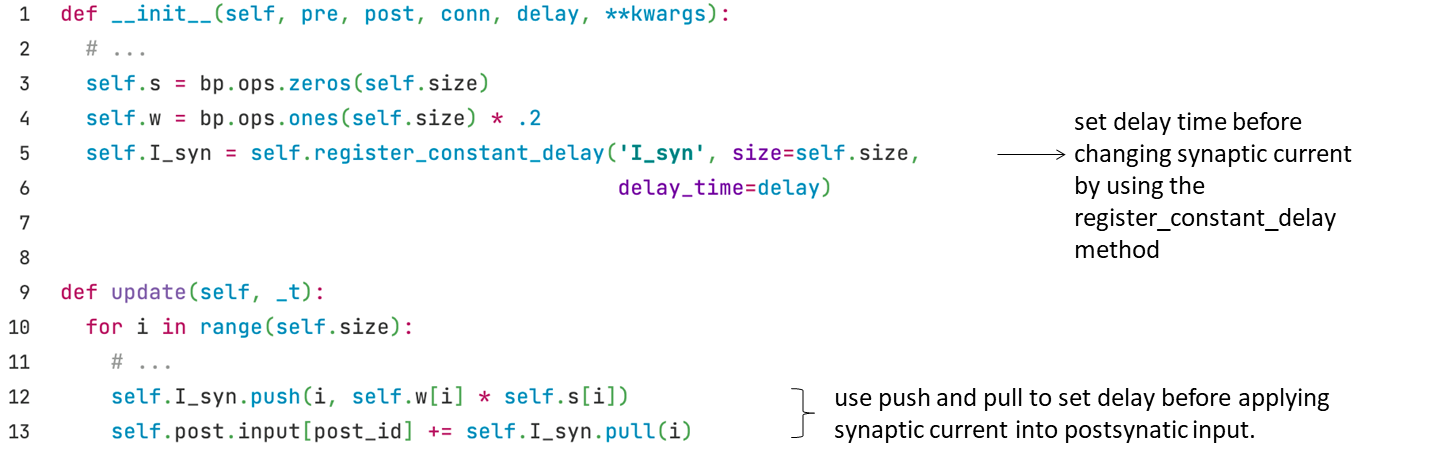 1 def __init__(self, pre, post, conn, delay, **kwargs):
2 # ...
3 self.s = bp.ops.zeros(self.size)
4 self.w = bp.ops.ones(self.size) * .2
5 self.I_syn = self.register_constant_delay('I_syn', size=self.size,
6 delay_time=delay)
7
8
9 def update(self, _t):
10 for i in range(self.size):
11 # ...
12 self.I_syn.push(i, self.w[i] * self.s[i])
13 self.post.input[post_id] += self.I_syn.pull(i)
set delay time before
changing synaptic current
by using the
register_constant_delay
method
use push and pull to set delay before applying
synaptic current into postsynatic input.